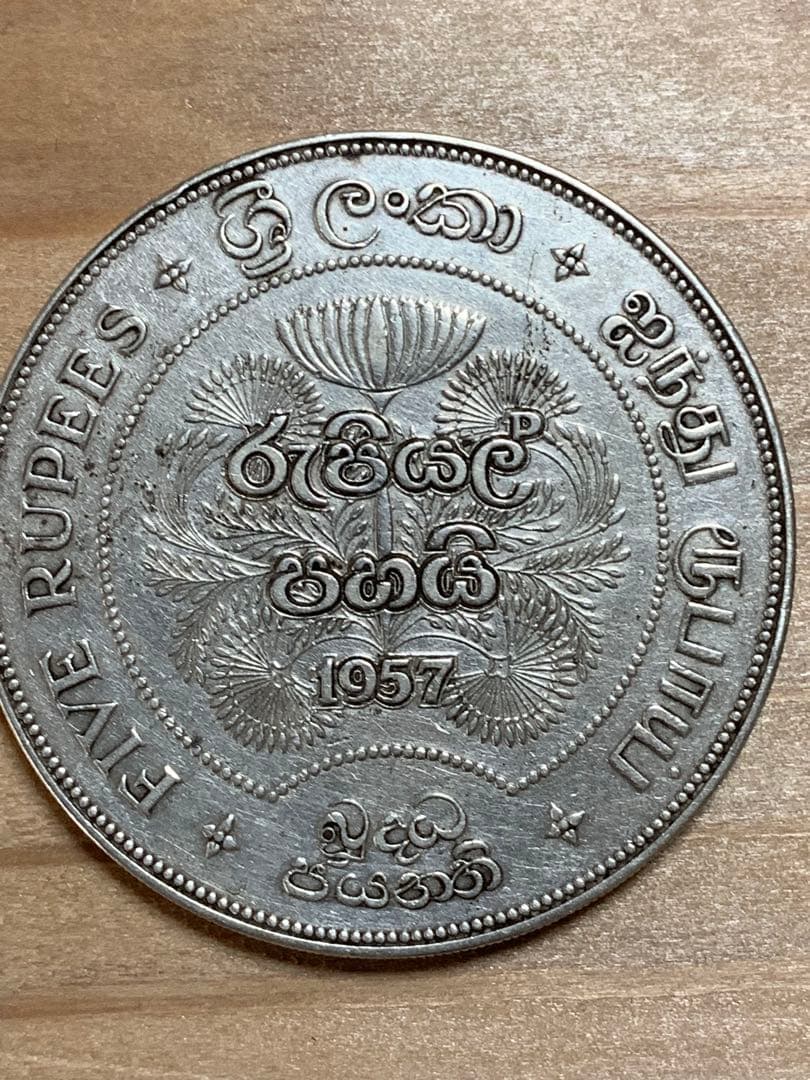 ශ්‍රී ලංකා
ஐந்து ரூபாய்
FIVE RUPEES
රුපියල්
පහයි
1957
බුද්ධ
ජයන්ති